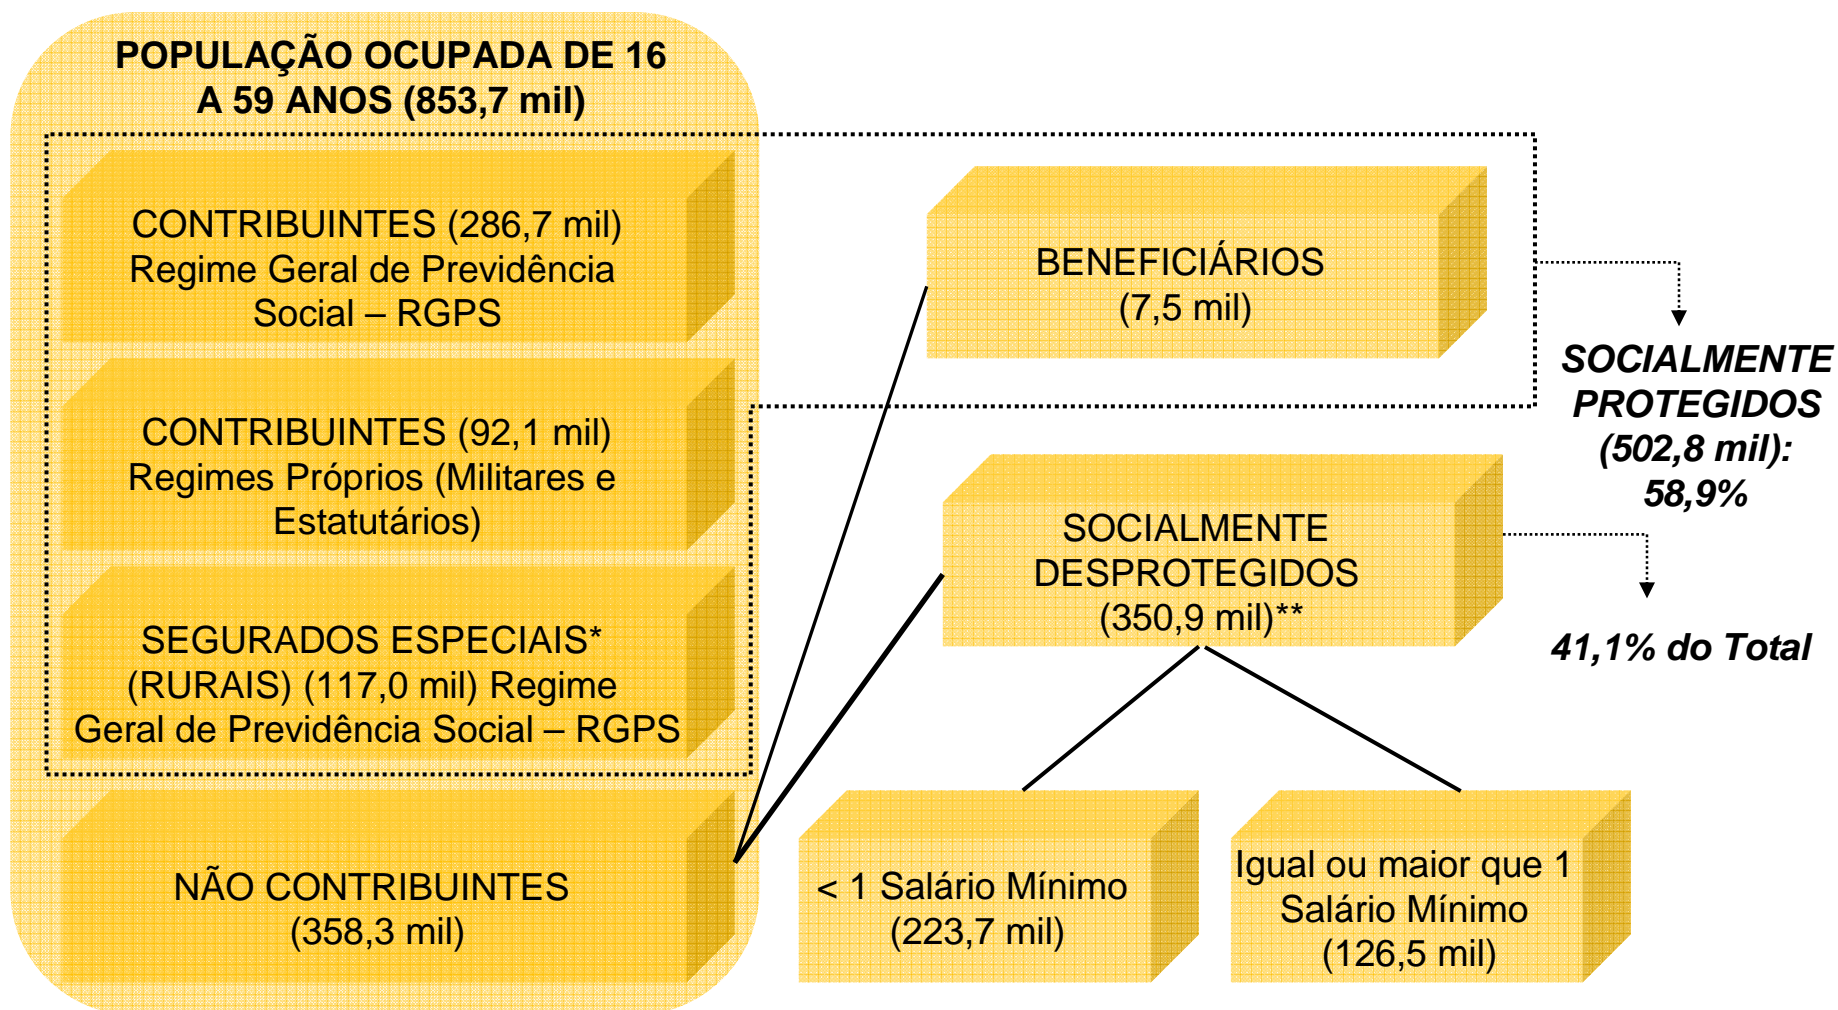 POPULAÇÃO OCUPADA DE 16
A 59 ANOS (853,7 mil)
CONTRIBUINTES (286,7 mil)
Regime Geral de Previdência
Social – RGPS
CONTRIBUINTES (92,1 mil)
Regimes Próprios (Militares e
Estatutários)
SEGURADOS ESPECIAIS*
(RURAIS) (117,0 mil) Regime
Geral de Previdência Social – RGPS
NÃO CONTRIBUINTES
(358,3 mil)
BENEFICIÁRIOS
(7,5 mil)
SOCIALMENTE
PROTEGIDOS
(502,8 mil):
58,9%
SOCIALMENTE
DESPROTEGIDOS
(350,9 mil)**
41,1% do Total
< 1 Salário Mínimo
(223,7 mil)
Igual ou maior que 1
Salário Mínimo
(126,5 mil)